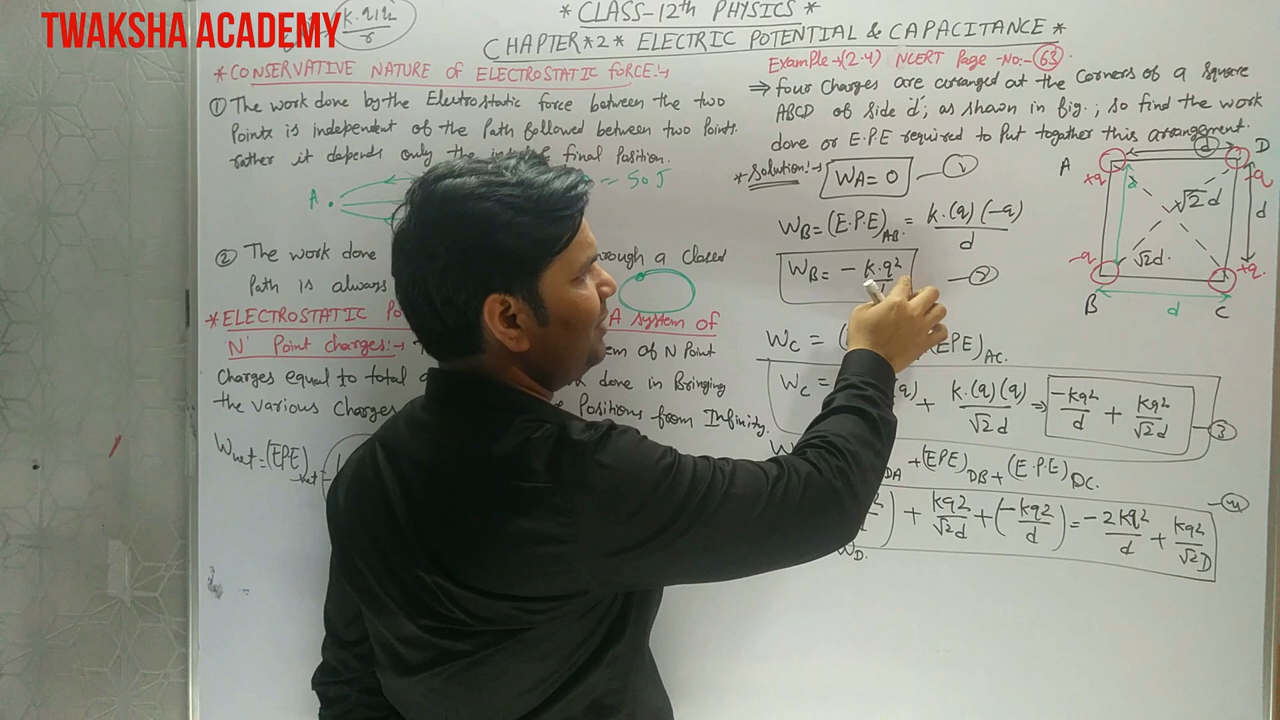 TWAKSHA ACADEMY
k.q1q2
r
* CLASS-12th PHYSICS *
CHAPTER*2* ELECTRIC POTENTIAL & CAPACITANCE*
*CONSERVATIVE NATURE of ELECTROSTATIC FORCE:-
① The work done by the Electrostatic force between the two
Points is independent of the Path followed between two Points.
rather it depends only the final Position.
A = 50J
② The work done through a Closed
Path is always
*ELECTROSTATIC A system of
N' Point charges:- N Point
Charges equal to total done in Bringing
the various Charges Positions from Infinity.
Wnet=(EPE)net
Example→(2.4) NCERT Page-No:-63
⇒ four Charges are arranged at the Corners of a square
ABCD of side 'd'; as shown in fig.; so find the work
done or E.P.E required to Put together this arrangement.
*Solution:- WA=0 — ①
WB=(E.P.E)AB.= k.(q)(-q)/d
WB= -k.q2/d — ②
WC = (EPE)AC.
WC = q) + k.(q)(q)/√2d ⇒ -kq2/d + kq2/√2d — ③
DA +(EPE)DB+(E.P.E)DC.
) + kq2/√2d +(-kq2/d)=-2kq2/d + kq2/√2D — ④
WD.
A d D
+q -q
d √2d d
√2d.
-q +q.
B d C